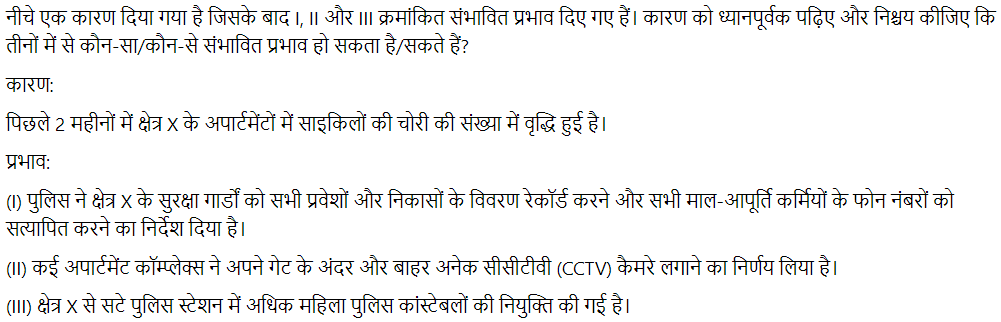 नीचे एक कारण दिया गया है जिसके बाद I, II और III क्रमांकित संभावित प्रभाव दिए गए हैं। कारण को ध्यानपूर्वक पढ़िए और निश्चय कीजिए कि
तीनों में से कौन-सा/कौन-से संभावित प्रभाव हो सकता है/सकते हैं?
कारण:
पिछले 2 महीनों में क्षेत्र X के अपार्टमेंटों में साइकिलों की चोरी की संख्या में वृद्धि हुई है।
प्रभाव:
(I) पुलिस ने क्षेत्र X के सुरक्षा गार्डों को सभी प्रवेशों और निकासों के विवरण रेकॉर्ड करने और सभी माल-आपूर्ति कर्मियों के फोन नंबरों को
सत्यापित करने का निर्देश दिया है।
(II) कई अपार्टमेंट कॉम्प्लेक्स ने अपने गेट के अंदर और बाहर अनेक सीसीटीवी (CCTV) कैमरे लगाने का निर्णय लिया है।
(III) क्षेत्र X से सटे पुलिस स्टेशन में अधिक महिला पुलिस कांस्टेबलों की नियुक्ति की गई है।